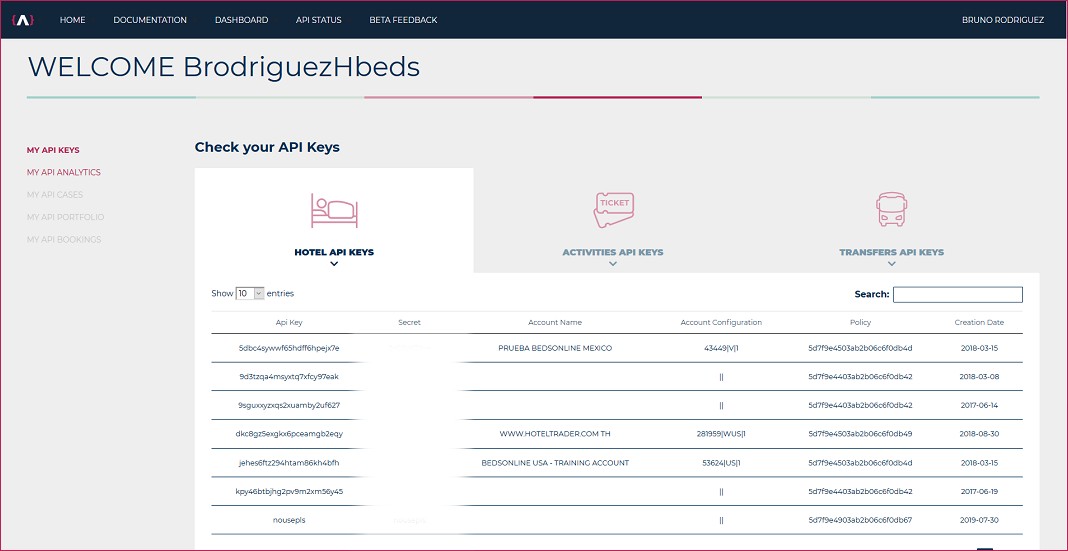 HOME DOCUMENTATION DASHBOARD API STATUS BETA FEEDBACK BRUNO RODRIGUEZ
WELCOME BrodriguezHbeds
MY API KEYS
MY API ANALYTICS
MY API CASES
MY API PORTFOLIO
MY API BOOKINGS
Check your API Keys
TICKET
HOTEL API KEYS ACTIVITIES API KEYS TRANSFERS API KEYS
Show 10 entries Search:
Api Key Secret Account Name Account Configuration Policy Creation Date
5dbc4sywwf65hdff6hpejx7e PRUEBA BEDSONLINE MEXICO 43449|V|1 5d7f9e4503ab2b06c6f0db4d 2018-03-15
9d3tzqa4msyxtq7xfcy97eak || 5d7f9e4403ab2b06c6f0db42 2018-03-08
9sguxxyzxqs2xuamby2uf627 || 5d7f9e4403ab2b06c6f0db42 2017-06-14
dkc8gz5exgkx6pceamgb2eqy WWW.HOTELTRADER.COM TH 281959|WUS|1 5d7f9e4503ab2b06c6f0db49 2018-08-30
jehes6ftz294htam86kh4bfh BEDSONLINE USA - TRAINING ACCOUNT 53624|US|1 5d7f9e4503ab2b06c6f0db4d 2018-03-15
kpy46btbjhg2pv9m2xm56y45 || 5d7f9e4403ab2b06c6f0db42 2017-06-19
nousepls || 5d7f9e4903ab2b06c6f0db67 2019-07-30